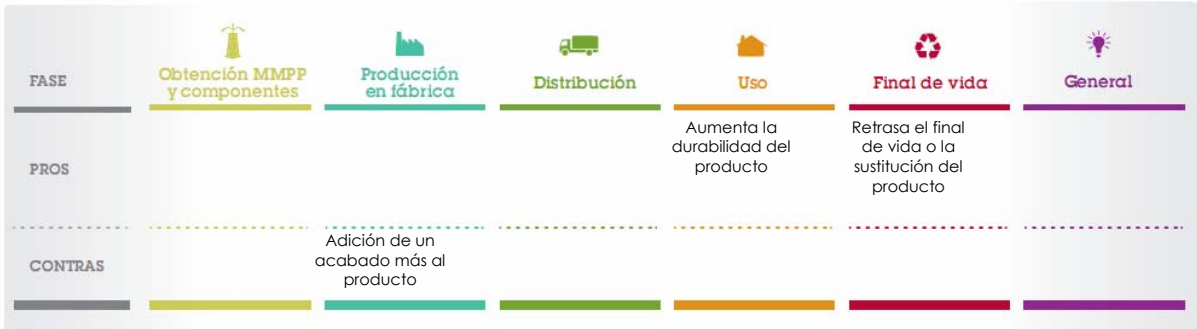 FASE
Obtención MMPP
y componentes
Producción
en fábrica
Distribución
Uso
Final de vida
General
PROS
Aumenta la
durabilidad del
producto
Retrasa el final
de vida o la
sustitución del
producto
CONTRAS
Adición de un
acabado más al
producto